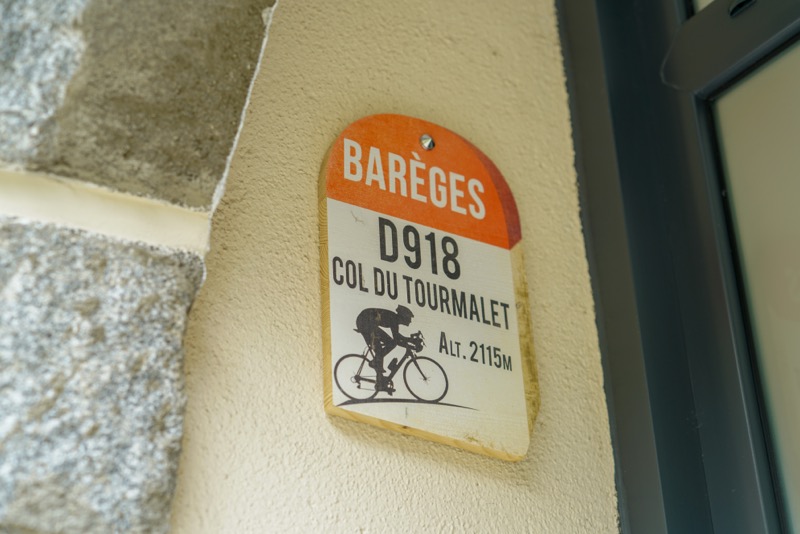 BARÈGES
D918
COL DU TOURMALET
ALT. 2115M